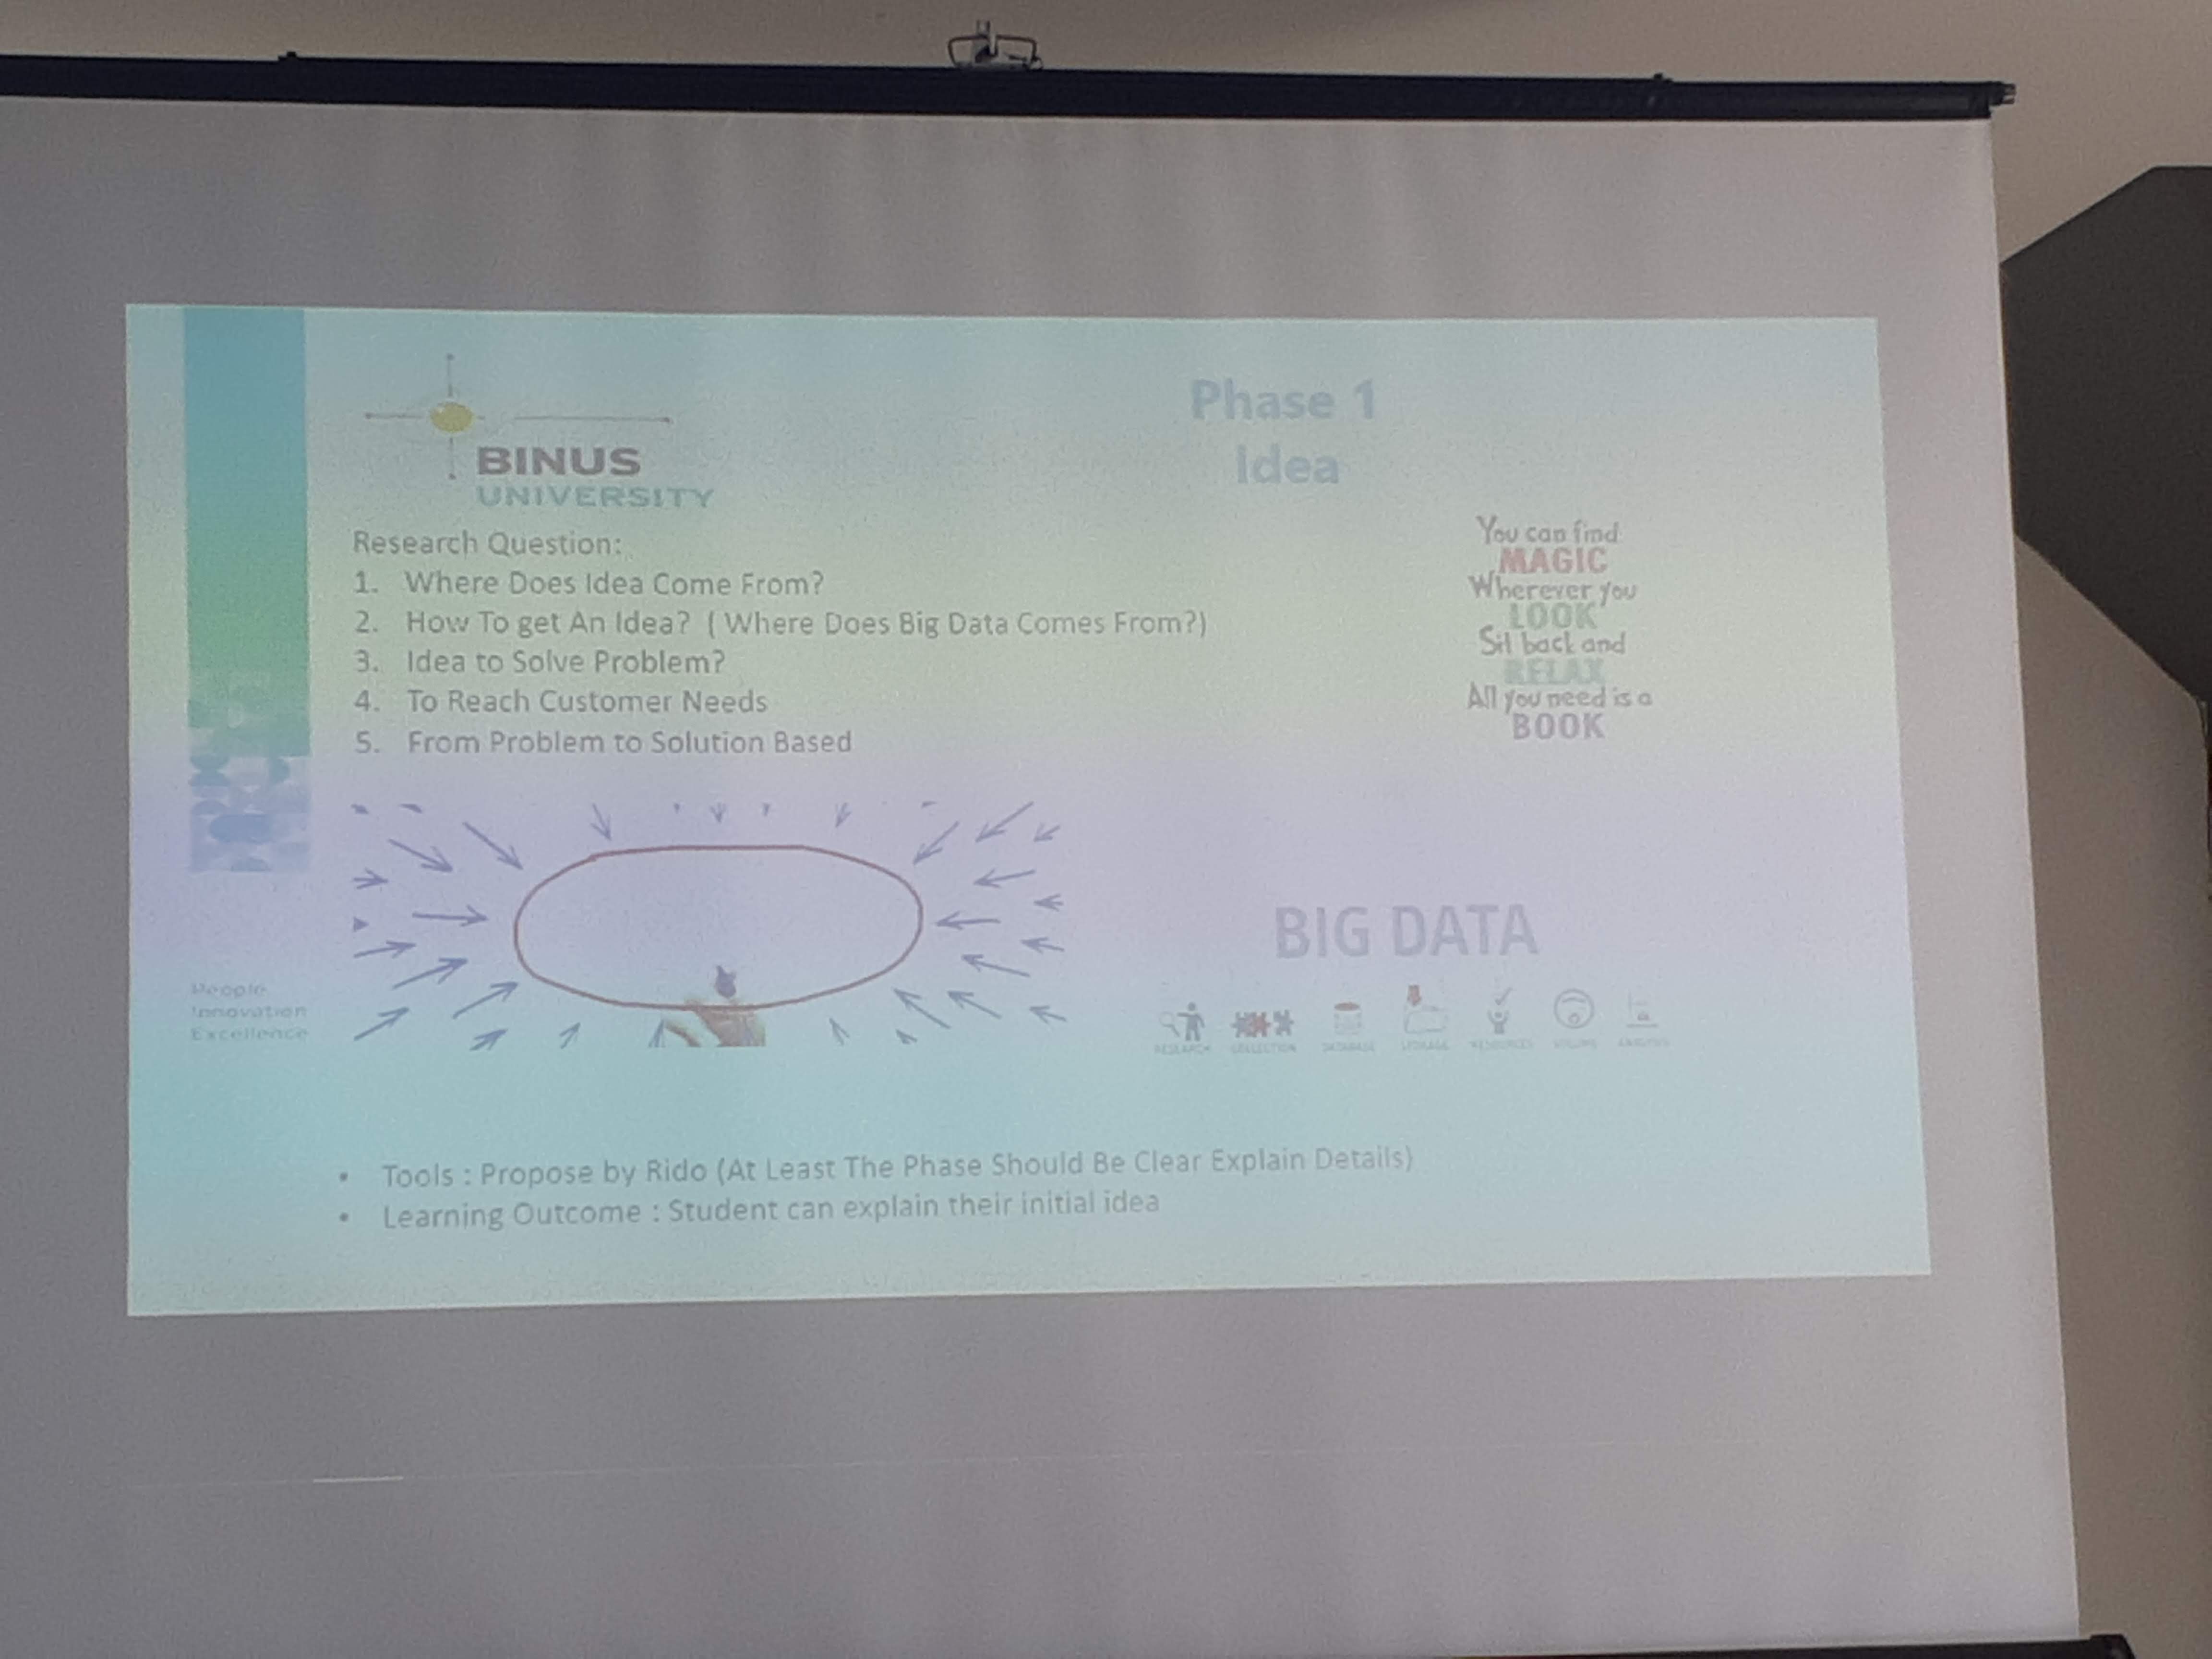 BINUS
UNIVERSITY
Phase 1
Idea
Research Question:
1. Where Does Idea Come From?
2. How To get An Idea? ( Where Does Big Data Comes From?)
3. Idea to Solve Problem?
4. To Reach Customer Needs
5. From Problem to Solution Based
You can find
MAGIC
Wherever you
LOOK
Sit back and
RELAX
All you need is a
BOOK
BIG DATA
RESEARCH COLLECTION DATABASE STORAGE RESOURCES VOLUME ANALYSIS
People
Innovation
Excellence
• Tools : Propose by Rido (At Least The Phase Should Be Clear Explain Details)
• Learning Outcome : Student can explain their initial idea